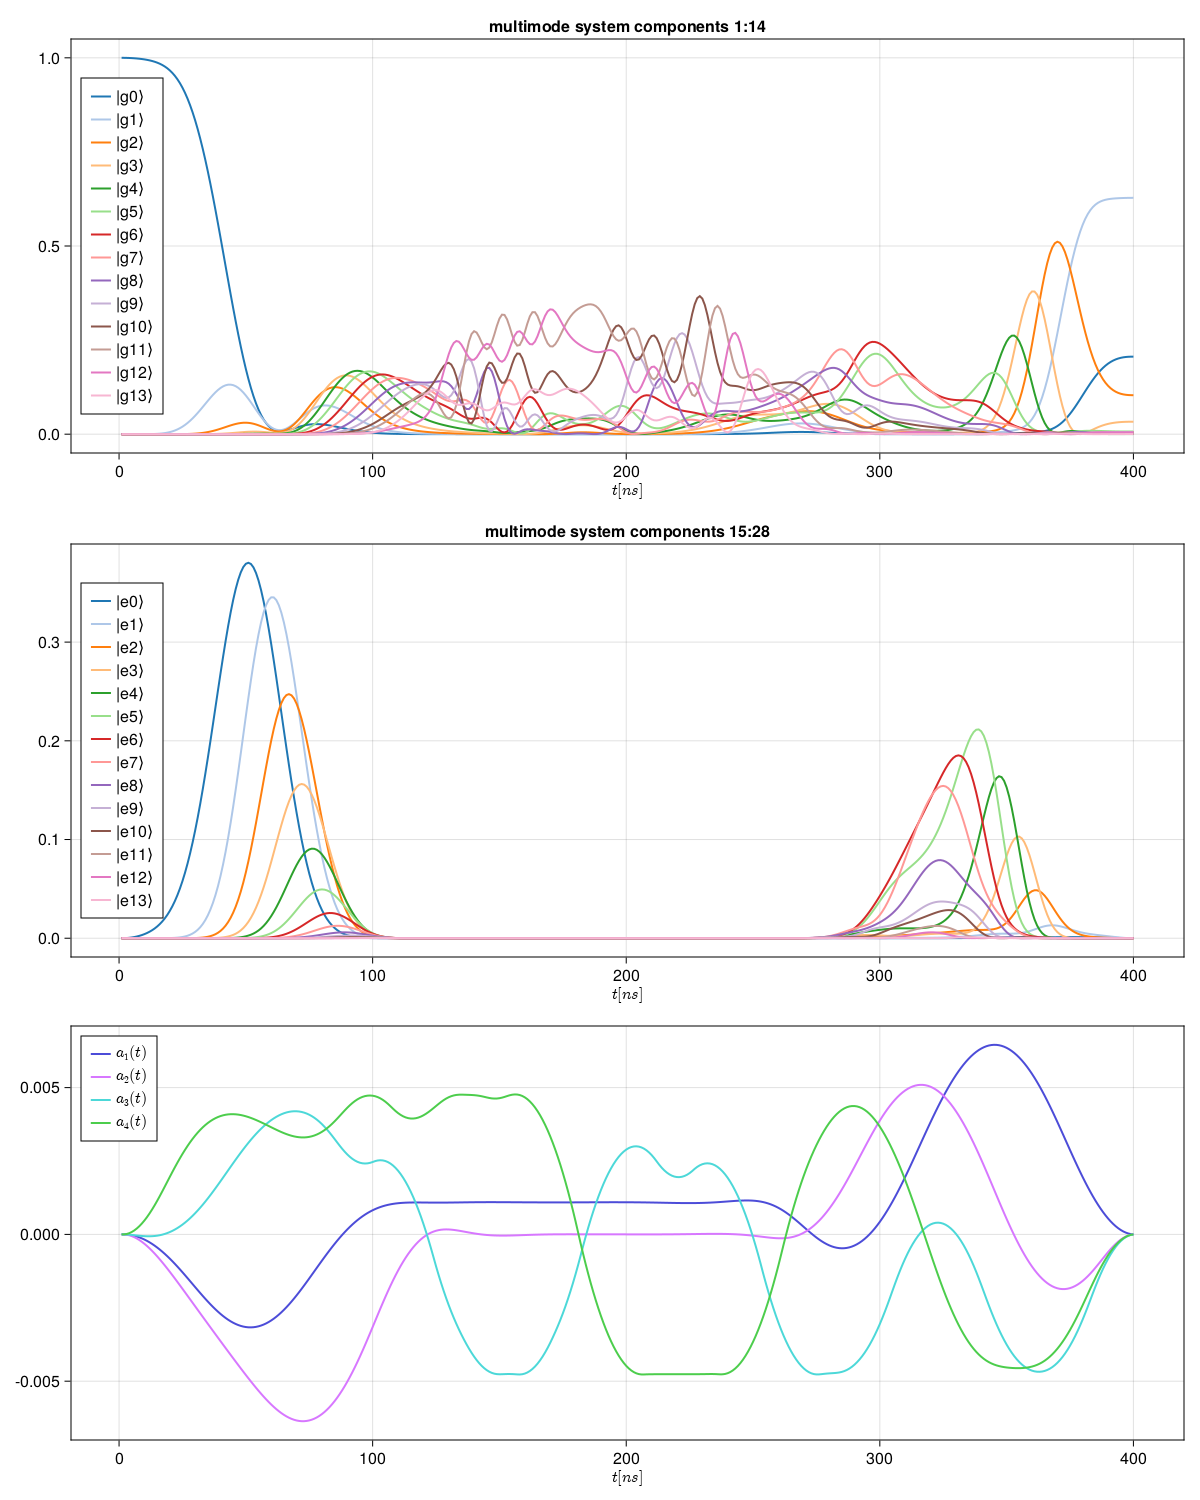 multimode system components 1:14
1.0
|g0⟩
|g1⟩
|g2⟩
|g3⟩
|g4⟩
|g5⟩
|g6⟩
|g7⟩
|g8⟩
|g9⟩
|g10⟩
|g11⟩
|g12⟩
|g13⟩
0.5
0.0
0 100 200 300 400
t[ns]
multimode system components 15:28
|e0⟩
|e1⟩
|e2⟩
|e3⟩
|e4⟩
|e5⟩
|e6⟩
|e7⟩
|e8⟩
|e9⟩
|e10⟩
|e11⟩
|e12⟩
|e13⟩
0.3
0.2
0.1
0.0
0 100 200 300 400
t[ns]
a₁(t)
a₂(t)
a₃(t)
a₄(t)
0.005
0.000
-0.005
0 100 200 300 400
t[ns]